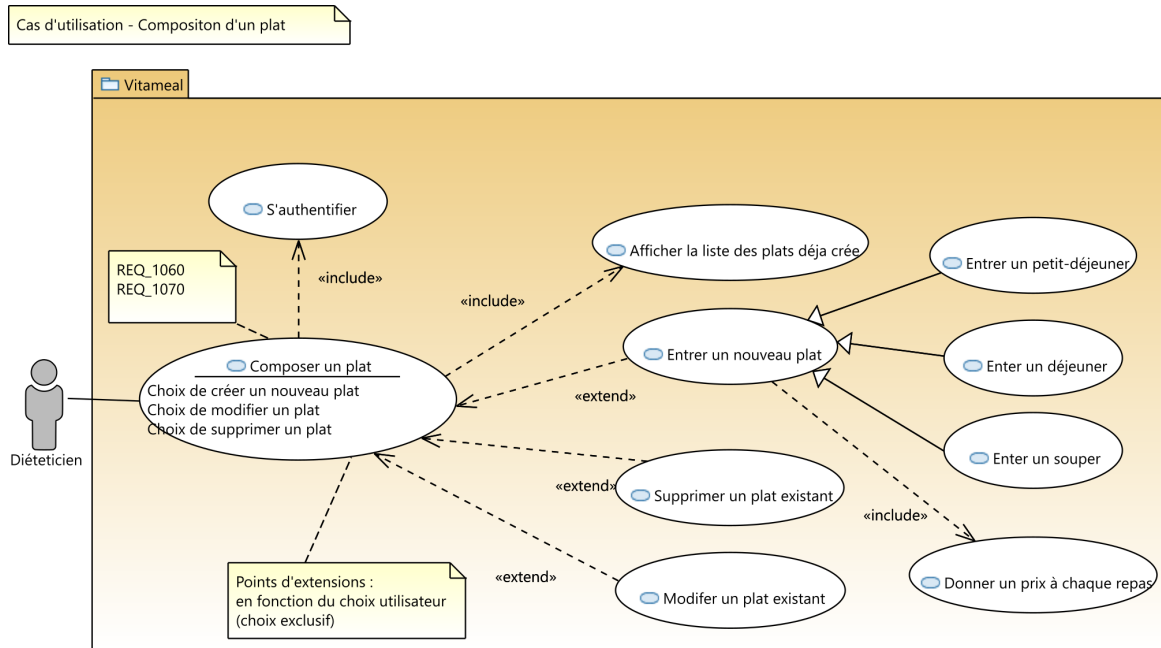 Cas d'utilisation - Compositon d'un plat
Vitameal
S'authentifier
Afficher la liste des plats déja crée
Entrer un petit-déjeuner
REQ_1060
REQ_1070
«include»
«include»
Composer un plat
Choix de créer un nouveau plat
Choix de modifier un plat
Choix de supprimer un plat
Entrer un nouveau plat
Enter un déjeuner
«extend»
Diéteticien
Enter un souper
«extend»
Supprimer un plat existant
«include»
Points d'extensions :
en fonction du choix utilisateur
(choix exclusif)
«extend»
Modifer un plat existant
Donner un prix à chaque repas